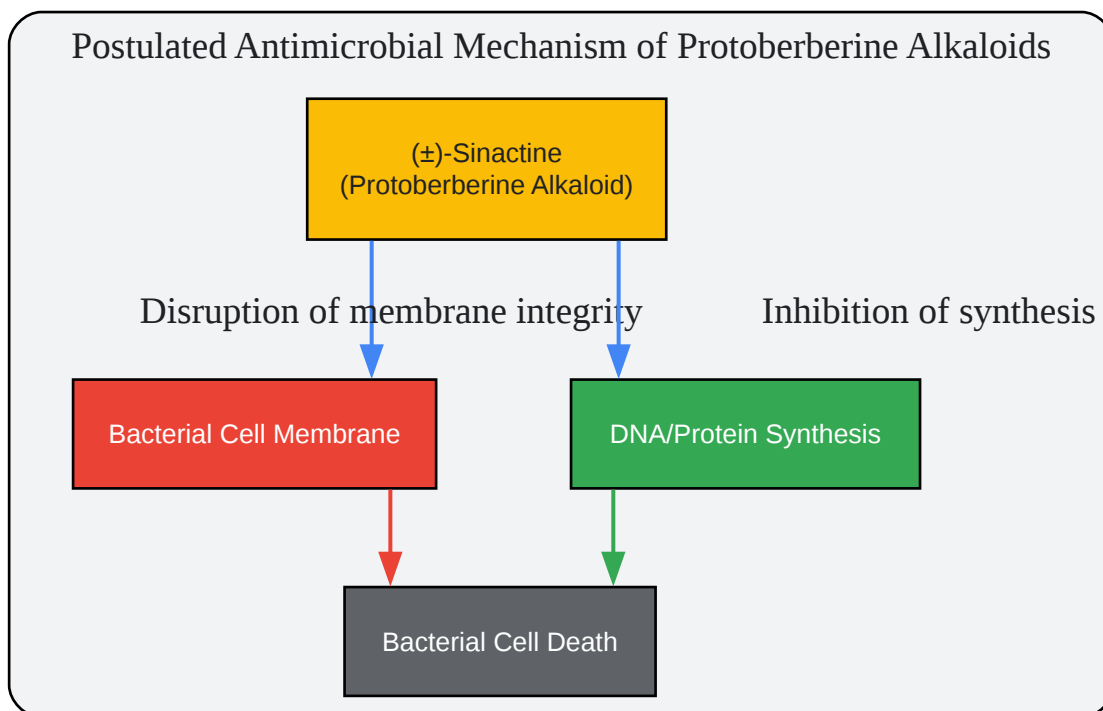 Postulated Antimicrobial Mechanism of Protoberberine Alkaloids
(±)-Sinactine
(Protoberberine Alkaloid)
Disruption of membrane integrity
Inhibition of synthesis
Bacterial Cell Membrane
DNA/Protein Synthesis
Bacterial Cell Death